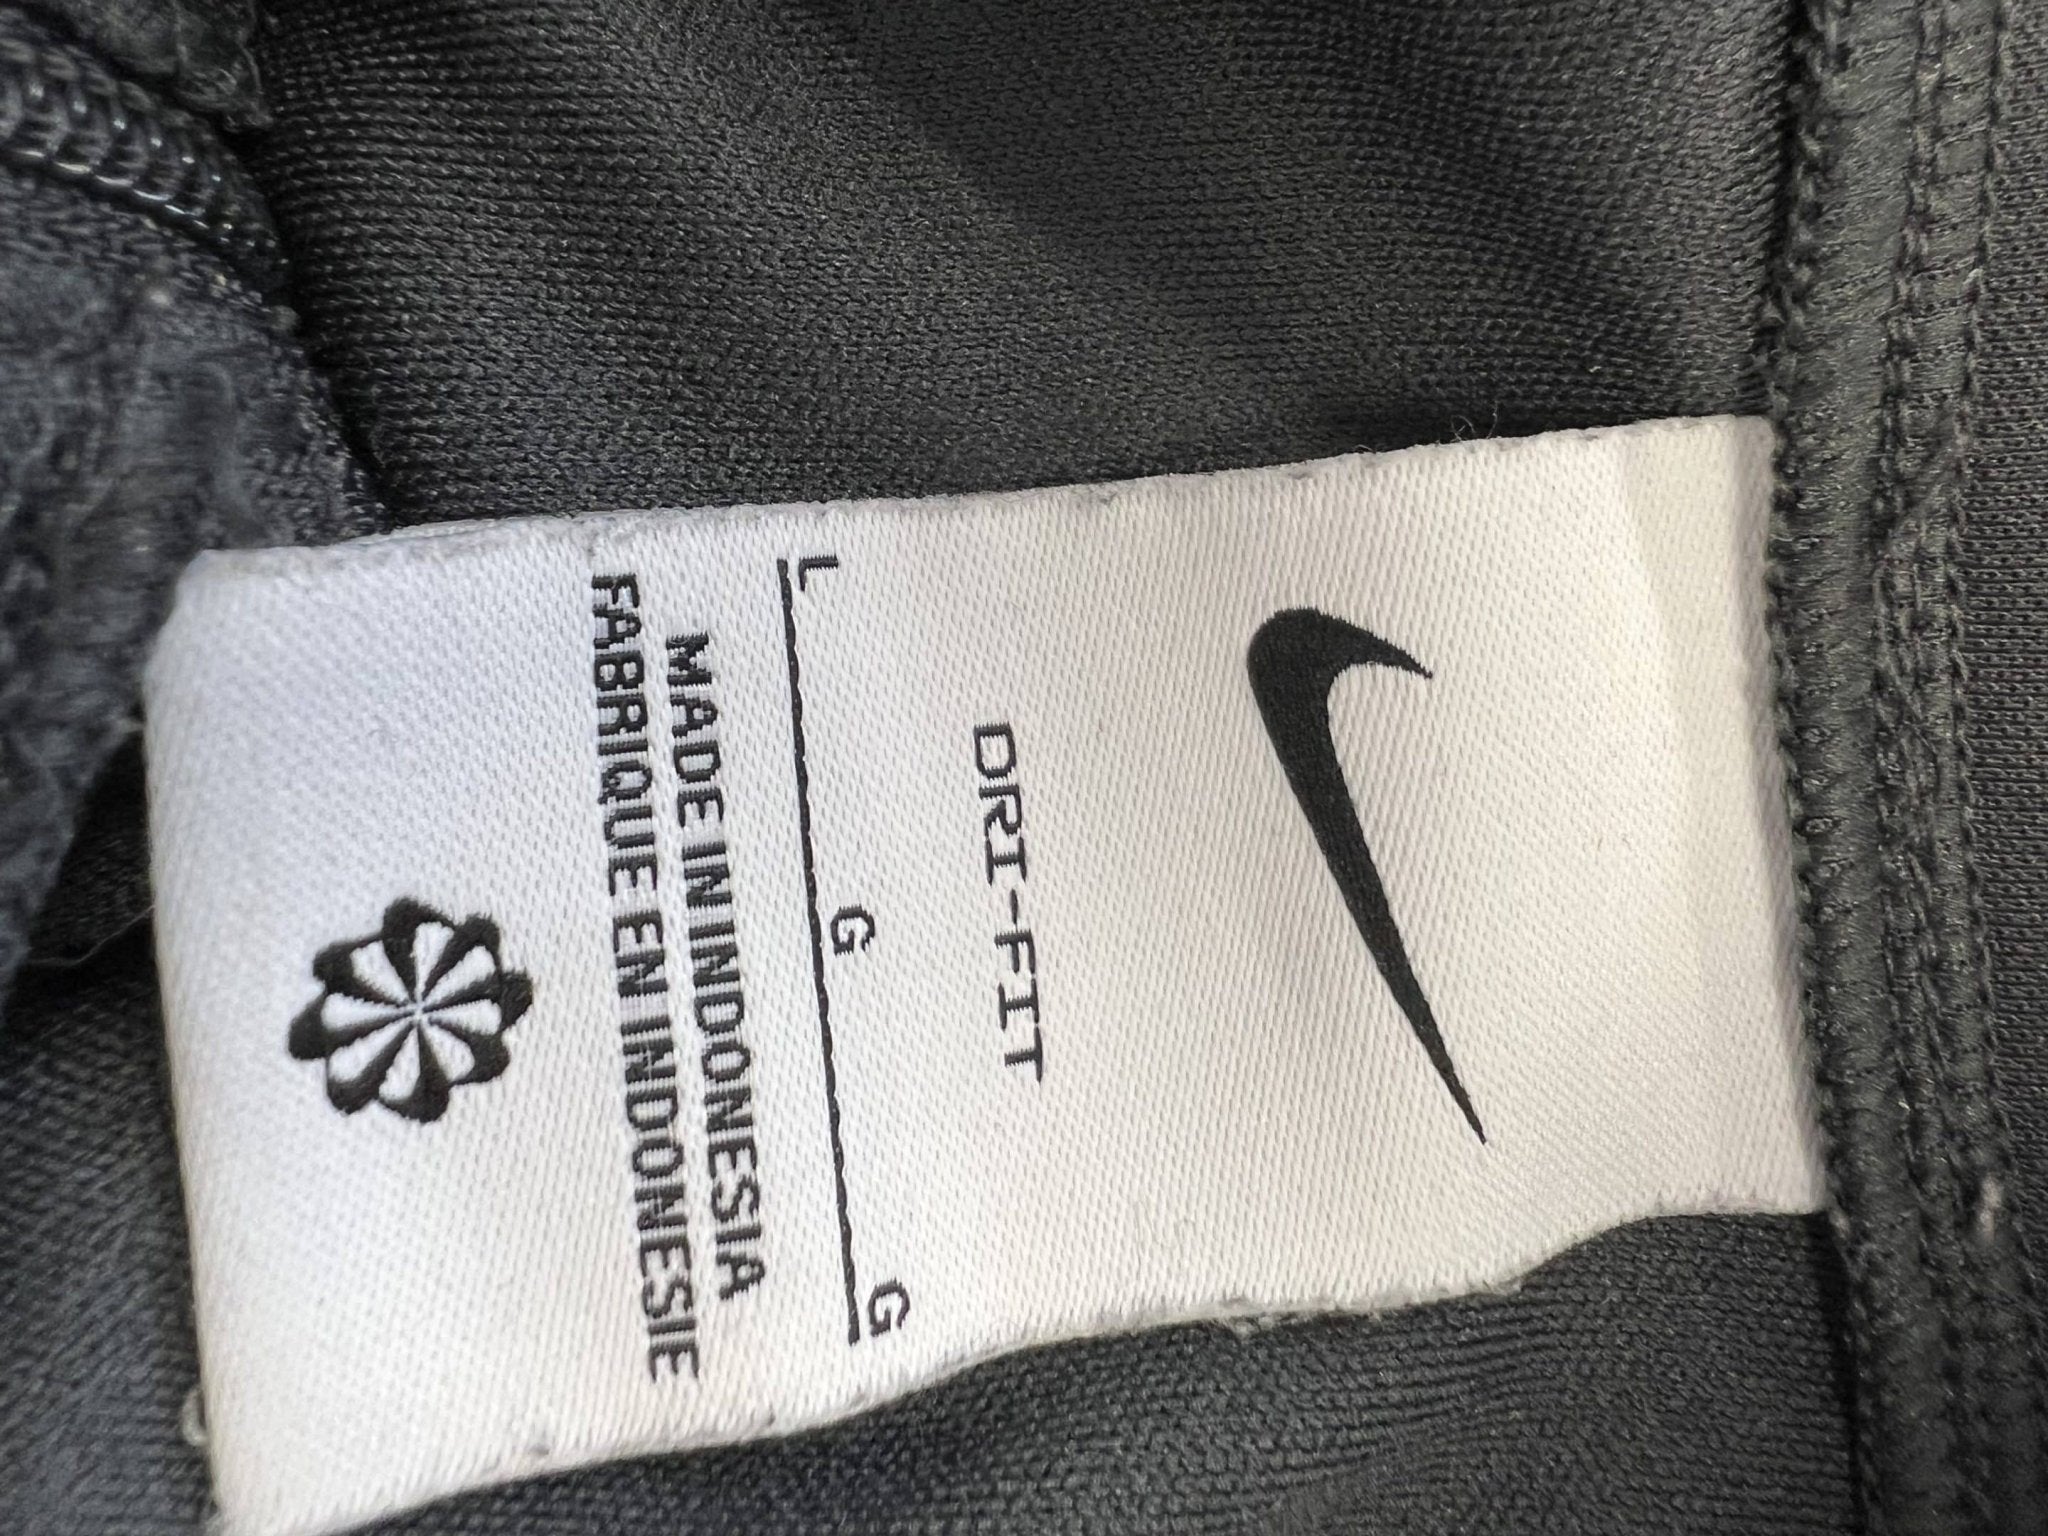 DRI-FIT
L G G
MADE IN INDONESIA
FABRIQUE EN INDONESIE